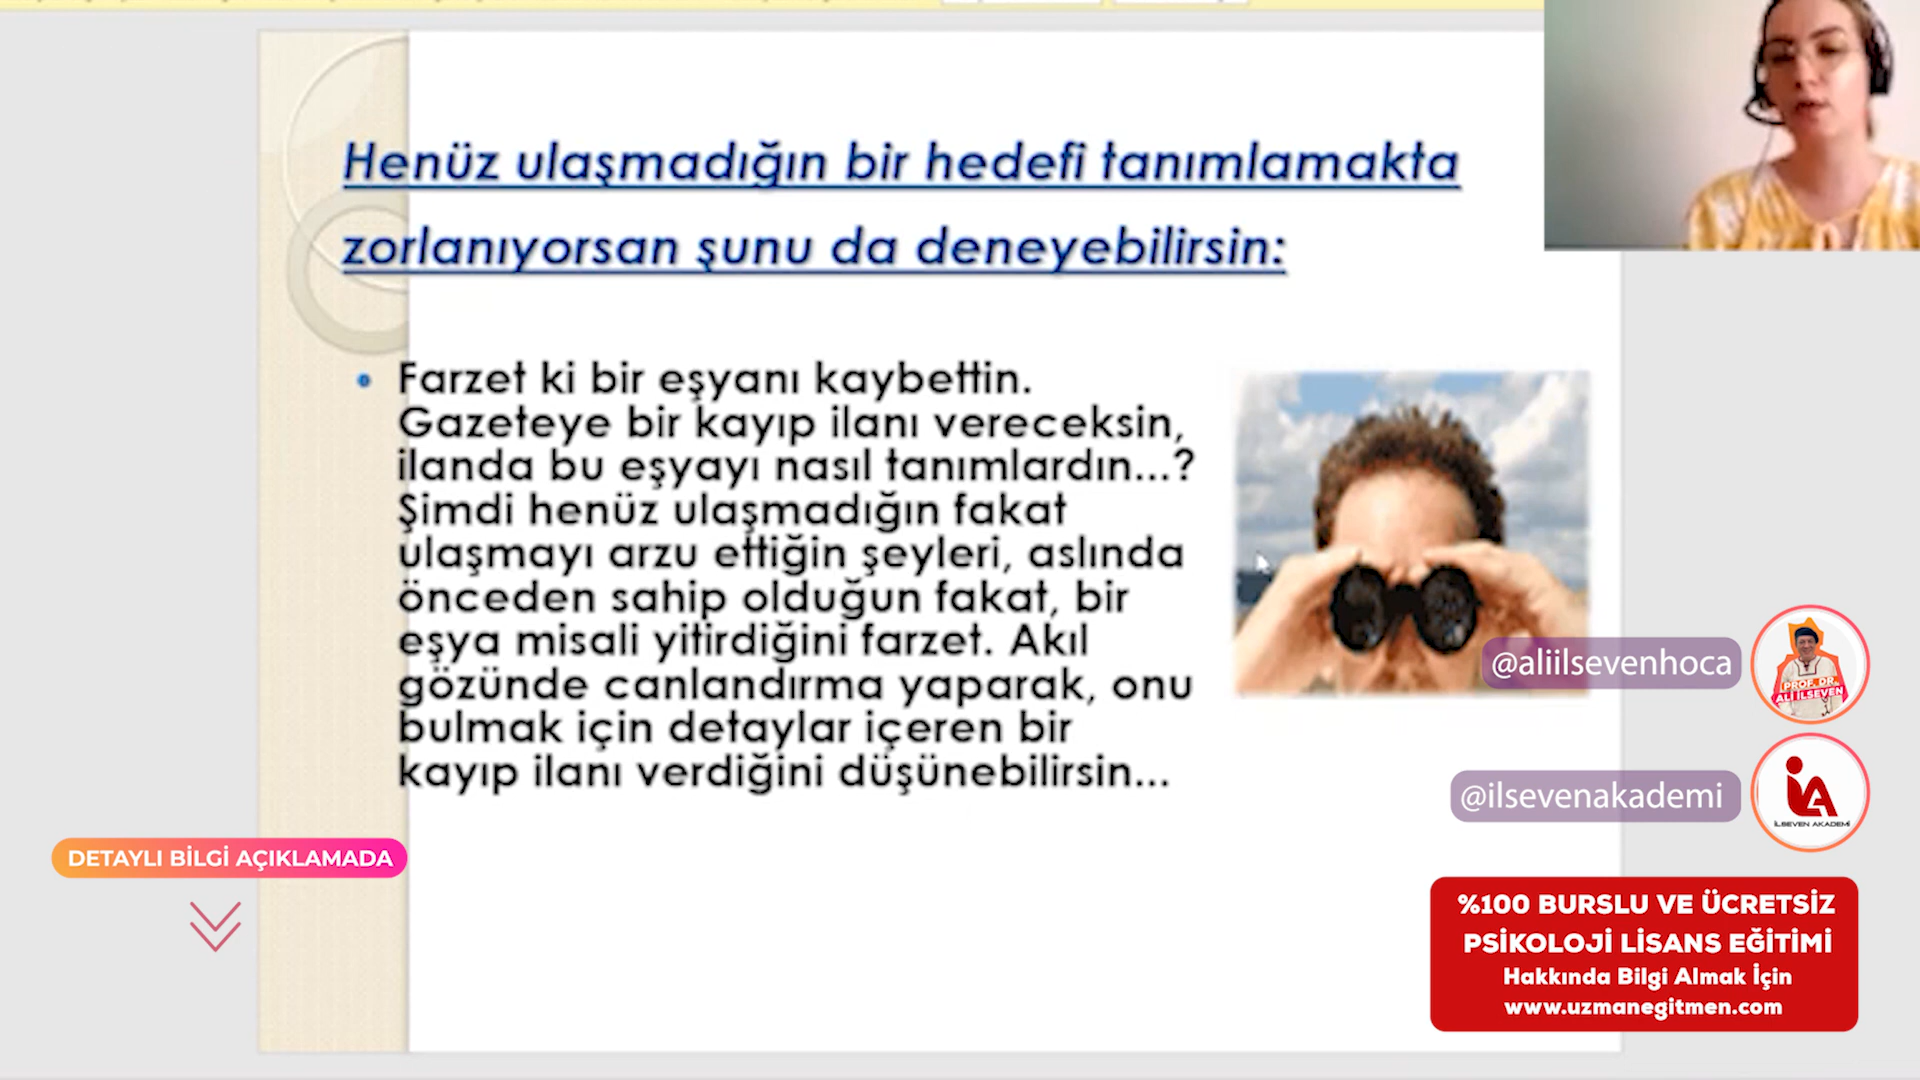 Henüz ulaşmadığın bir hedefi tanımlamakta
zorlanıyorsan şunu da deneyebilirsin:
• Farzet ki bir eşyanı kaybettin.
Gazeteye bir kayıp ilanı vereceksin,
ilanda bu eşyayı nasıl tanımlardın...?
Şimdi henüz ulaşmadığın fakat
ulaşmayı arzu ettiğin şeyleri, aslında
önceden sahip olduğun fakat, bir
eşya misali yitirdiğini farzet. Akıl
gözünde canlandırma yaparak, onu
bulmak için detaylar içeren bir
kayıp ilanı verdiğini düşünebilirsin...
@aliilsevenhoca
PROF. DR.
ALİ İLSEVEN
@ilsevenakademi
İLSEVEN AKADEMİ
DETAYLI BİLGİ AÇIKLAMADA
%100 BURSLU VE ÜCRETSİZ
PSİKOLOJİ LİSANS EĞİTİMİ
Hakkında Bilgi Almak İçin
www.uzmanegitmen.com